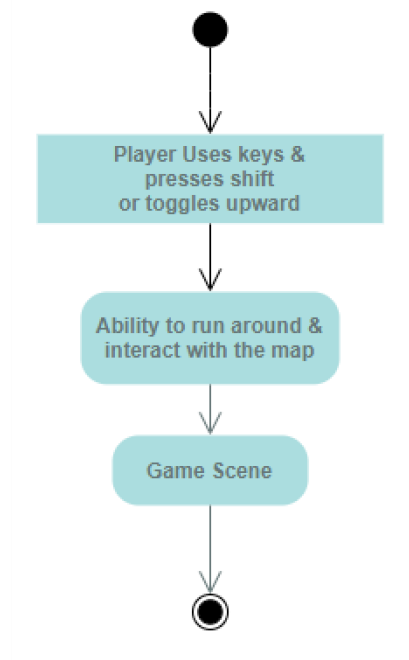 Player Uses keys &
presses shift
or toggles upward
Ability to run around &
interact with the map
Game Scene